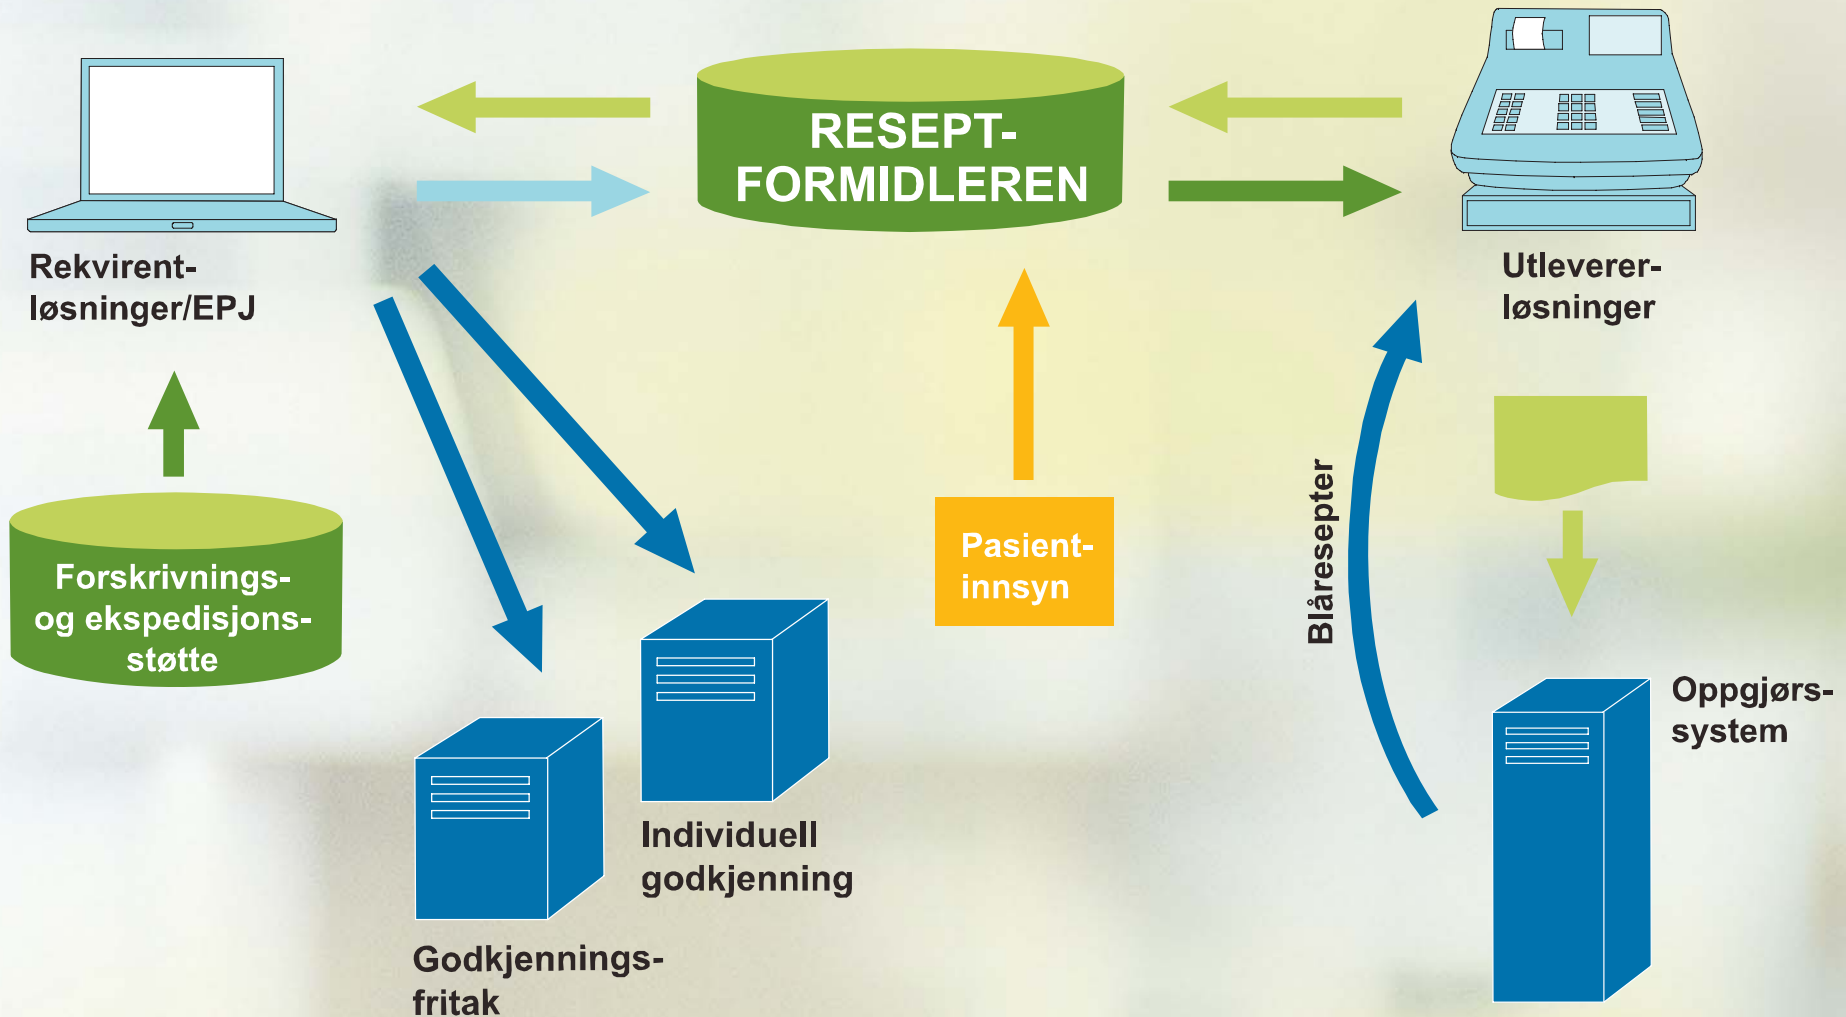 RESEPT-
FORMIDLEREN
Rekvirent-
løsninger/EPJ
Utleverer-
løsninger
Forskrivnings-
og ekspedisjons-
støtte
Pasient-
innsyn
Blåresepter
Oppgjørs-
system
Individuell
godkjenning
Godkjennings-
fritak